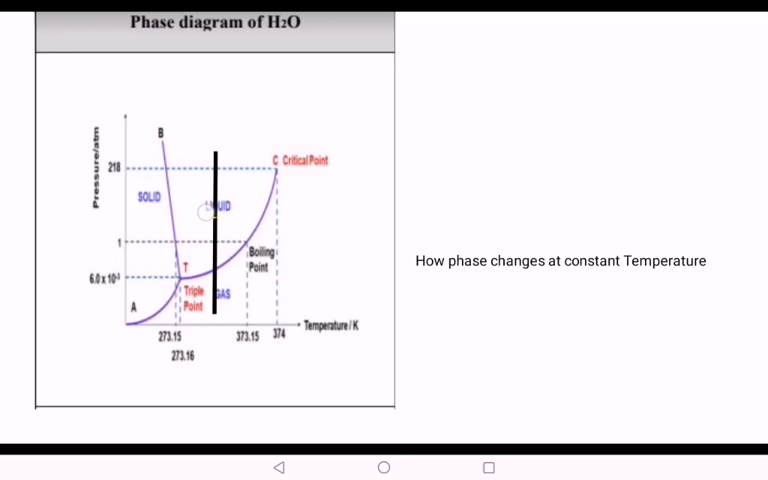 Phase diagram of H2O
Pressure/atm
B
218
C Critical Point
SOLID
1
T
Boiling
Point
6.0 x 10-3
Triple
Point
A
Temperature / K
273.15
373.15
374
273.16
How phase changes at constant Temperature